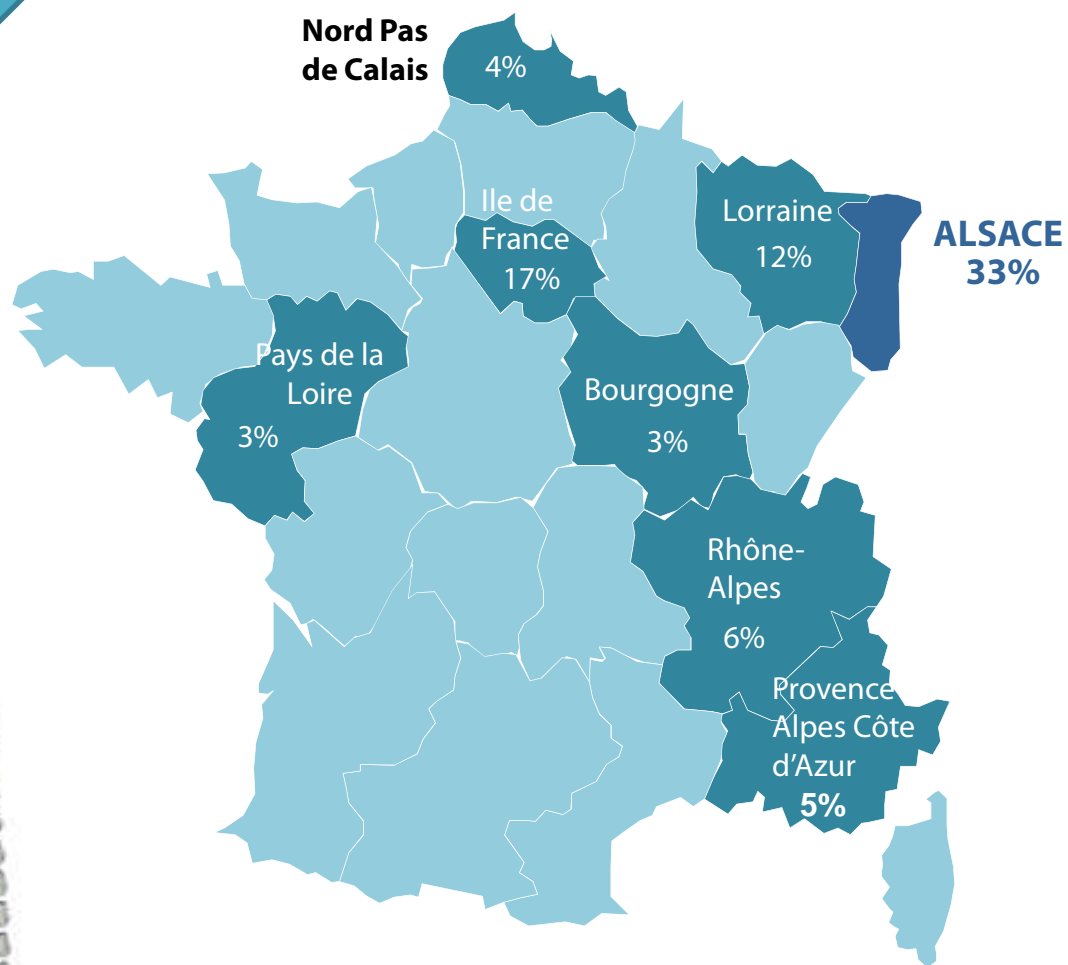 Nord Pas
de Calais
4%
Ile de
France
17%
Lorraine
12%
ALSACE
33%
Pays de la
Loire
3%
Bourgogne
3%
Rhône-
Alpes
6%
Provence
Alpes Côte
d'Azur
5%